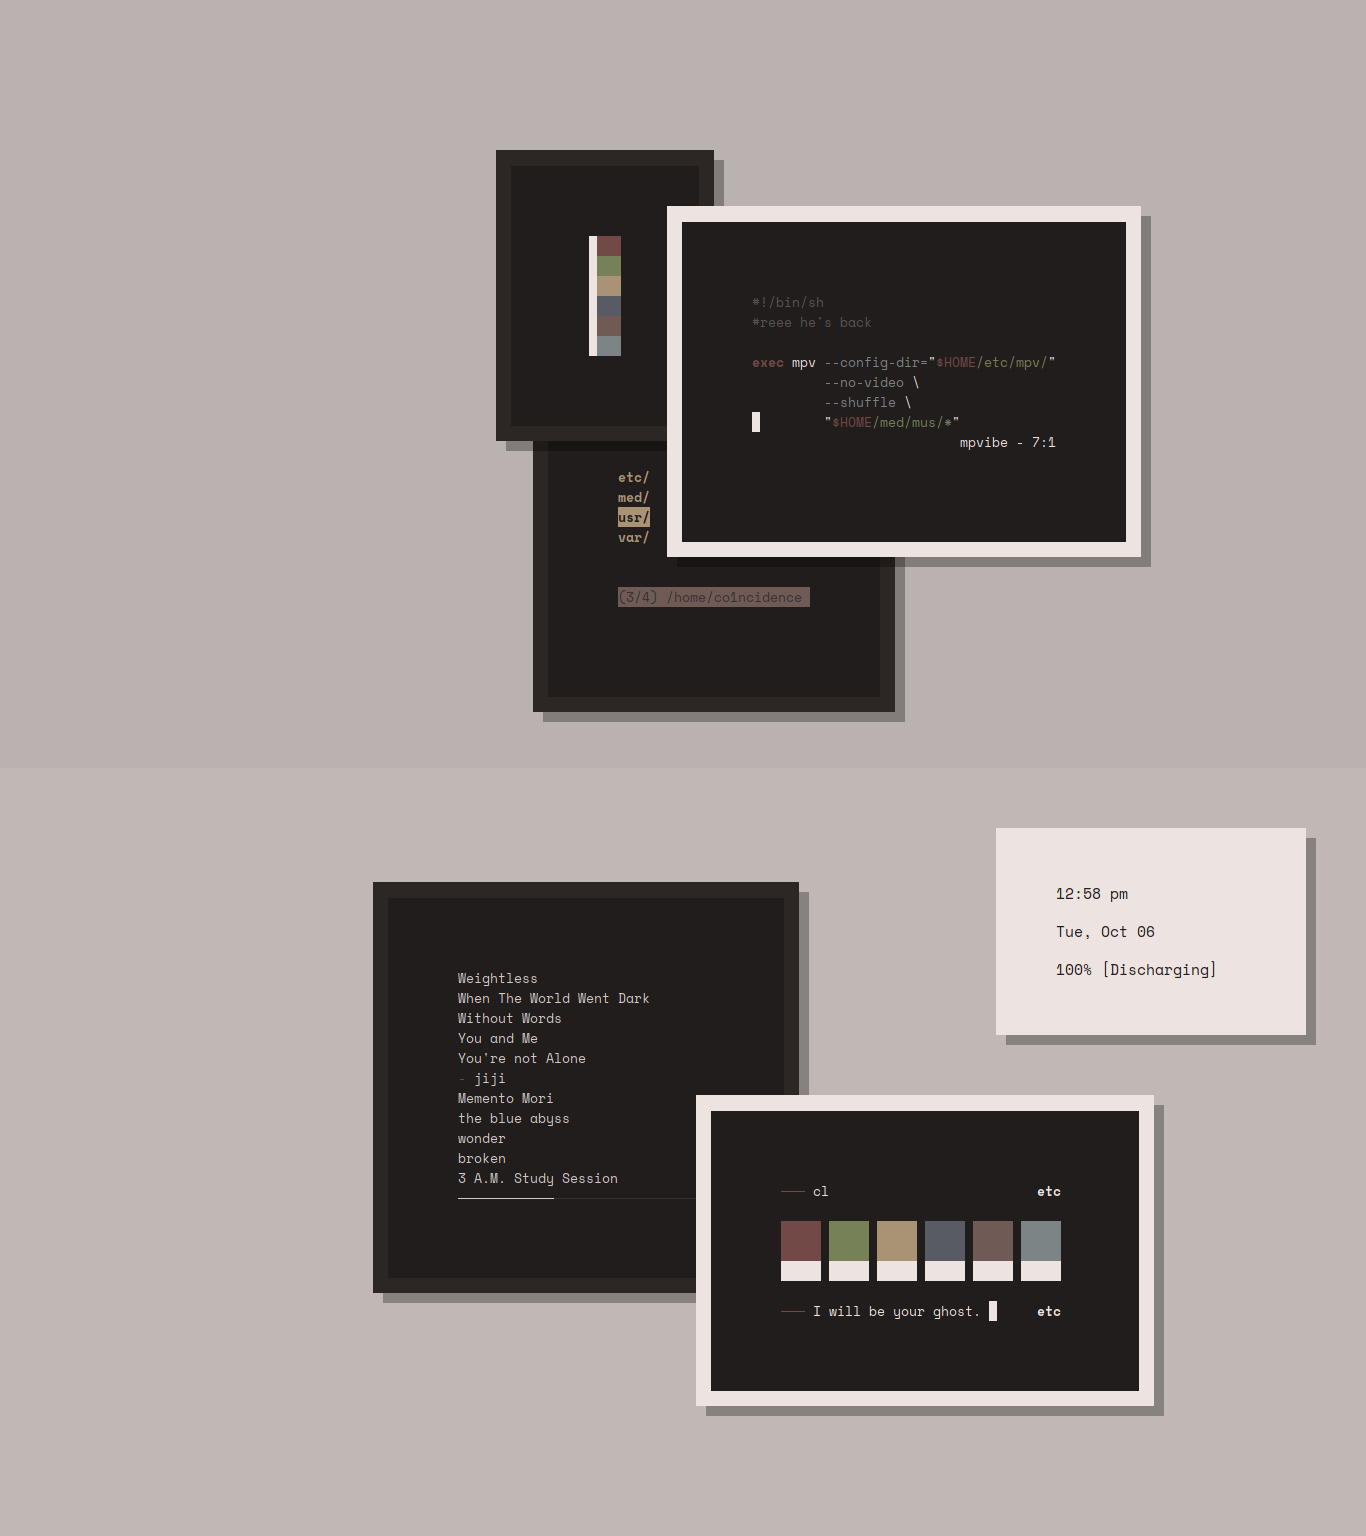 #!/bin/sh
#reee he's back
exec mpv --config-dir="$HOME/etc/mpv/"
--no-video \
--shuffle \
"$HOME/med/mus/*"
mpvibe - 7:1
etc/
med/
usr/
var/
(3/4) /home/co1ncidence
12:58 pm
Tue, Oct 06
100% [Discharging]
Weightless
When The World Went Dark
Without Words
You and Me
You're not Alone
- jiji
Memento Mori
the blue abyss
wonder
broken
3 A.M. Study Session
cl etc
I will be your ghost. etc